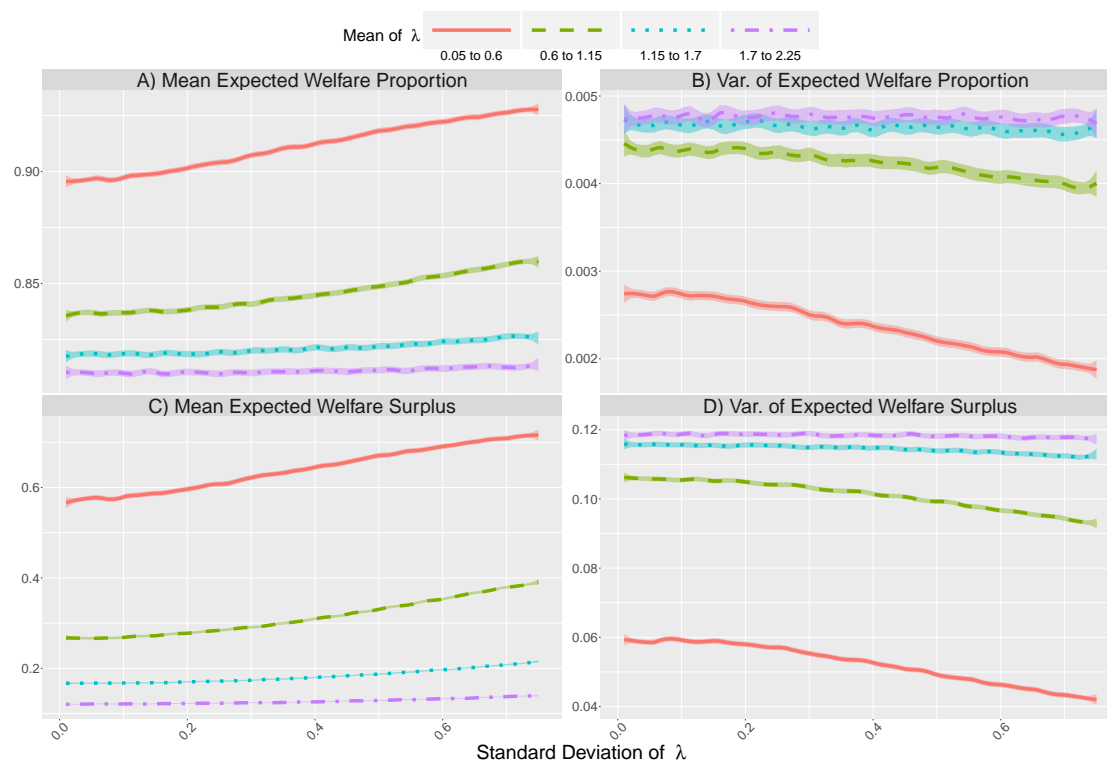 Mean of λ
0.05 to 0.6
0.6 to 1.15
1.15 to 1.7
1.7 to 2.25
A) Mean Expected Welfare Proportion
B) Var. of Expected Welfare Proportion
0.90
0.85
0.005
0.004
0.003
0.002
C) Mean Expected Welfare Surplus
D) Var. of Expected Welfare Surplus
0.6
0.4
0.2
0.12
0.10
0.08
0.06
0.04
0.0
0.2
0.4
0.6
0.0
0.2
0.4
0.6
Standard Deviation of λ